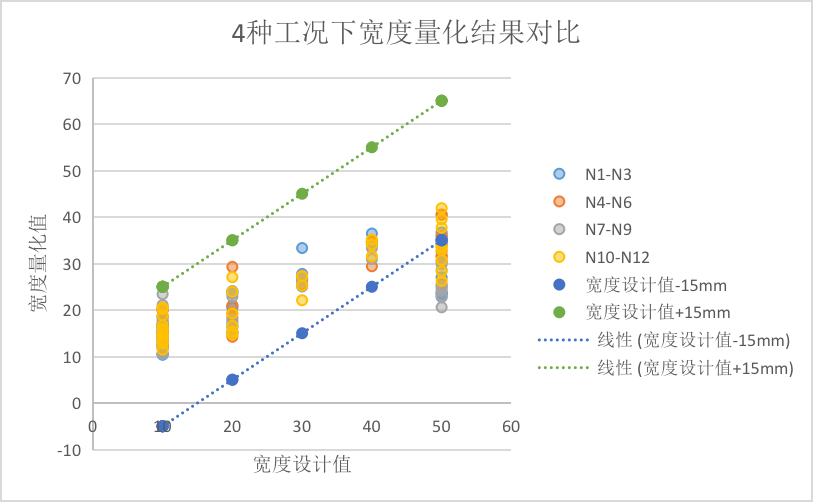 4种工况下宽度量化结果对比
70
60
50
40
30
20
10
0
-10
宽度量化值
0 10 20 30 40 50 60
宽度设计值
N1-N3
N4-N6
N7-N9
N10-N12
宽度设计值-15mm
宽度设计值+15mm
线性 (宽度设计值-15mm)
线性 (宽度设计值+15mm)